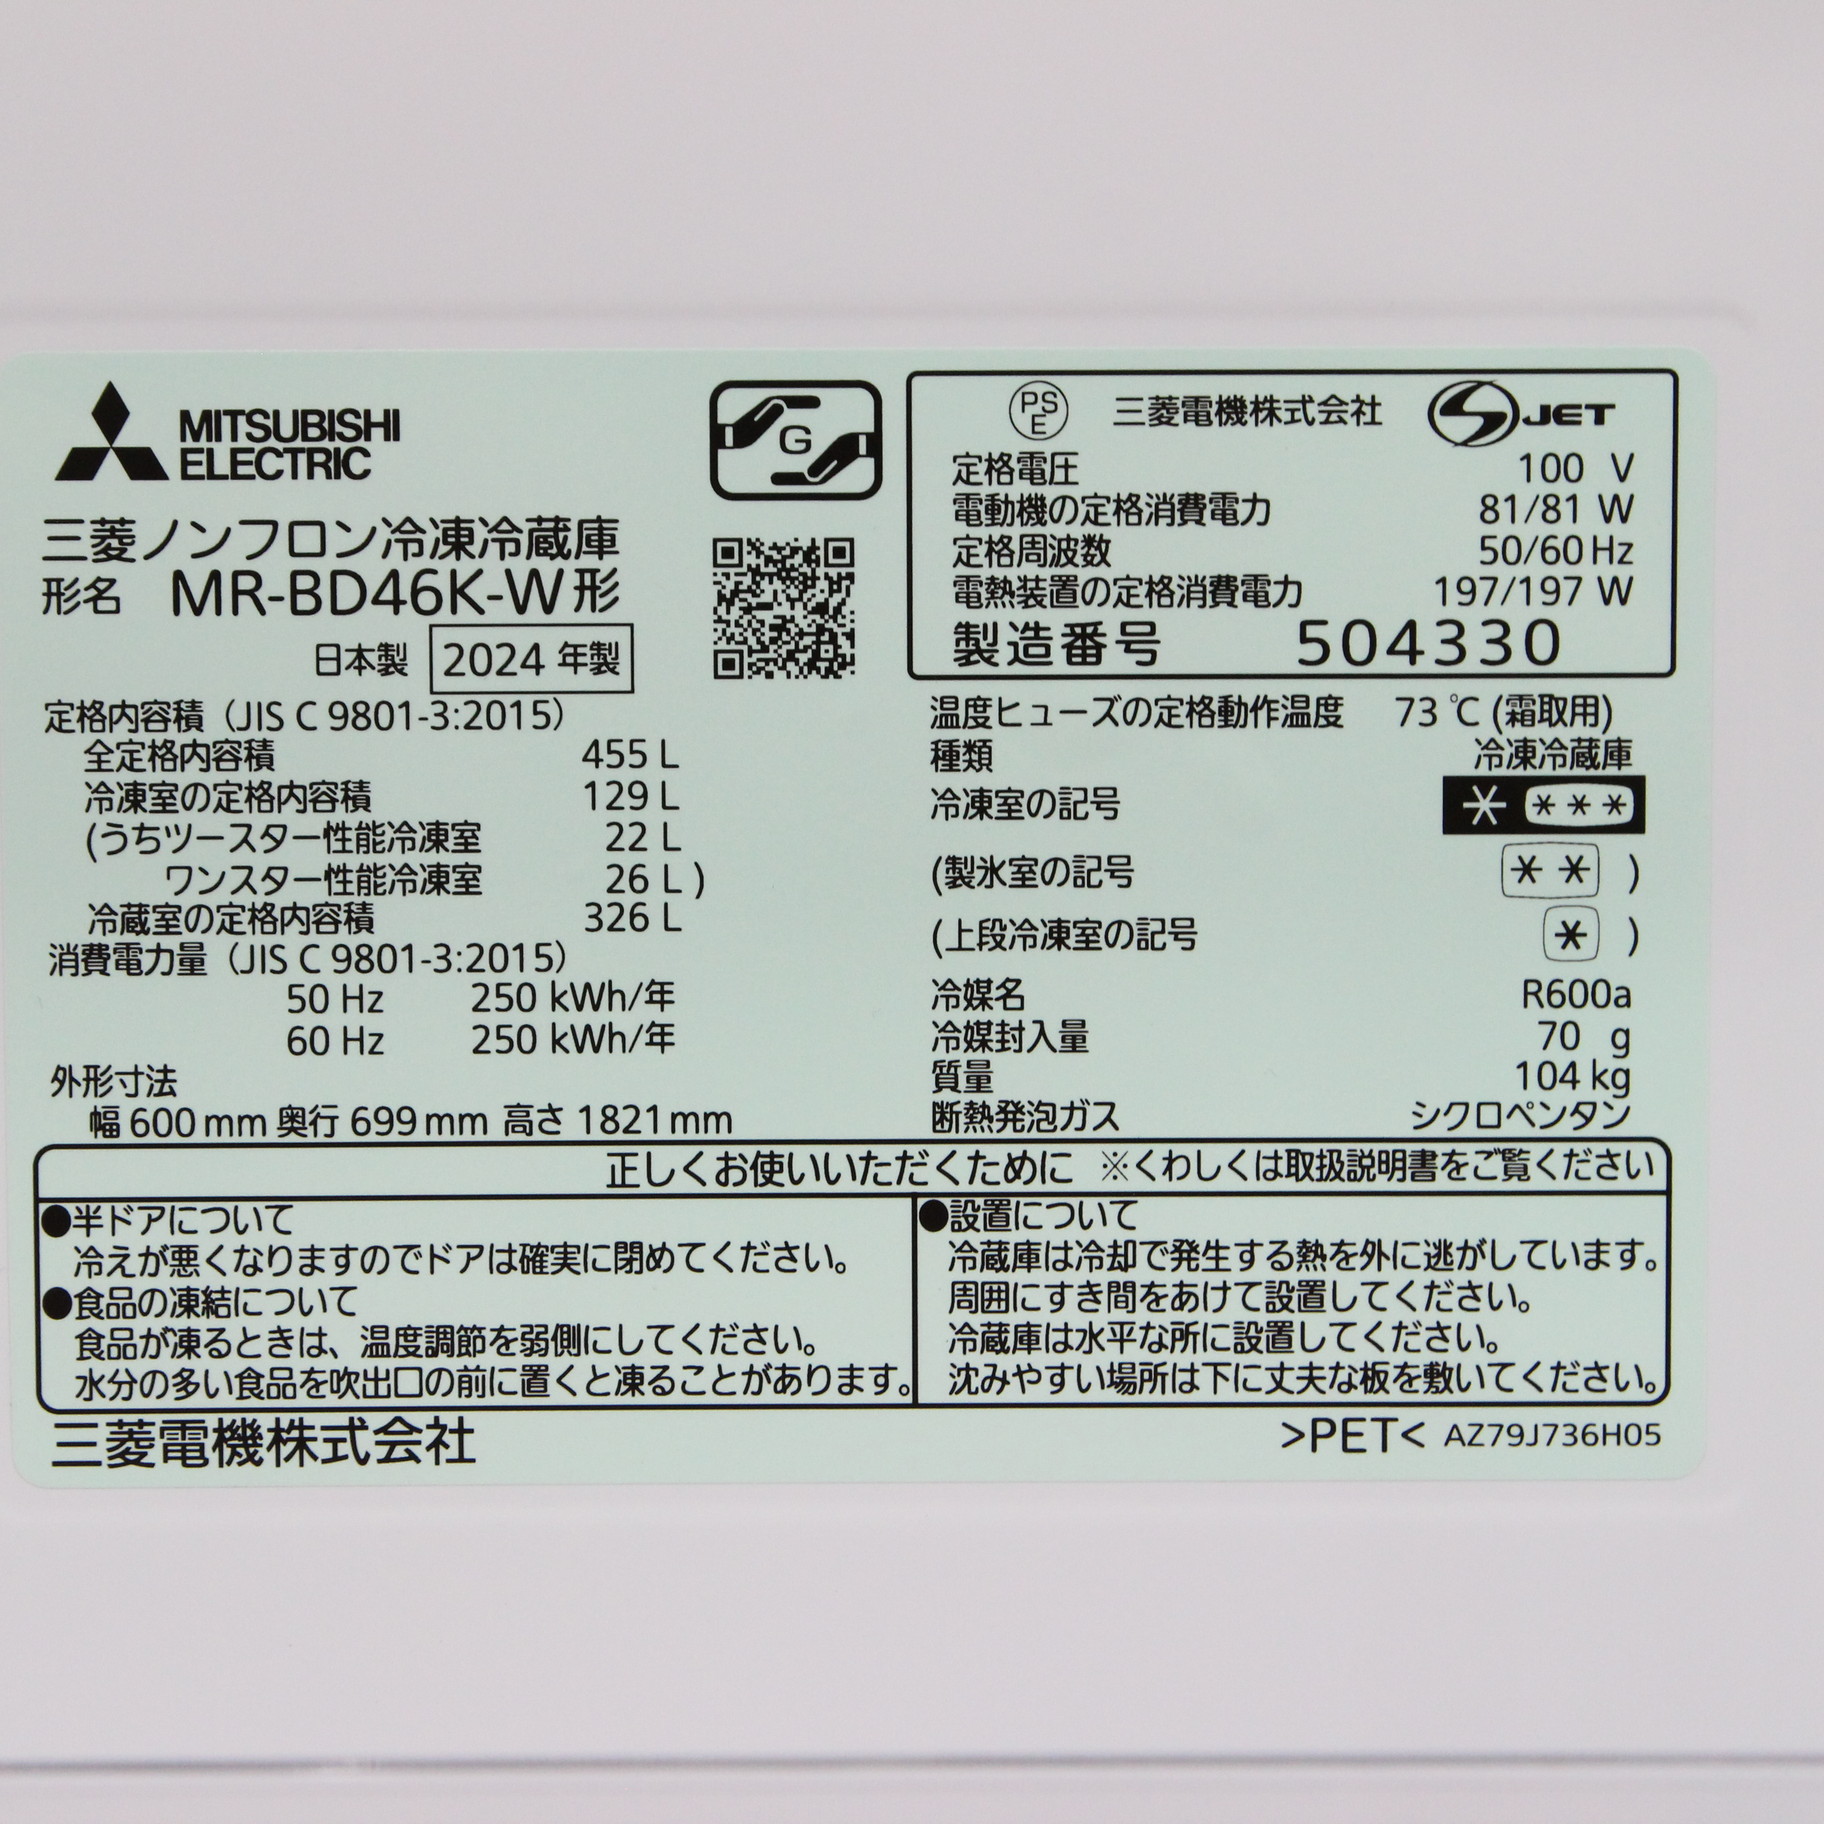 MITSUBISHI
ELECTRIC
G
三菱ノンフロン冷凍冷蔵庫
形名 MR-BD46K-W形
日本製 2024 年製
定格内容積（JIS C 9801-3:2015）
全定格内容積 455 L
冷凍室の定格内容積 129 L
(うちツースター性能冷凍室 22 L
ワンスター性能冷凍室 26 L )
冷蔵室の定格内容積 326 L
消費電力量（JIS C 9801-3:2015）
50 Hz 250 kWh/年
60 Hz 250 kWh/年
外形寸法
幅 600 mm 奥行 699 mm 高さ 1821 mm
PSE 三菱電機株式会社 JET
定格電圧 100 V
電動機の定格消費電力 81/81 W
定格周波数 50/60 Hz
電熱装置の定格消費電力 197/197 W
製造番号 504330
温度ヒューズの定格動作温度 73 ℃ (霜取用)
種類 冷凍冷蔵庫
冷凍室の記号 * ***
(製氷室の記号 ** )
(上段冷凍室の記号 * )
冷媒名 R600a
冷媒封入量 70 g
質量 104 kg
断熱発泡ガス シクロペンタン
正しくお使いいただくために ※くわしくは取扱説明書をご覧ください
●半ドアについて
冷えが悪くなりますのでドアは確実に閉めてください。
●食品の凍結について
食品が凍るときは、温度調節を弱側にしてください。
水分の多い食品を吹出口の前に置くと凍ることがあります。
●設置について
冷蔵庫は冷却で発生する熱を外に逃がしています。
周囲にすき間をあけて設置してください。
冷蔵庫は水平な所に設置してください。
沈みやすい場所は下に丈夫な板を敷いてください。
三菱電機株式会社
>PET< AZ79J736H05